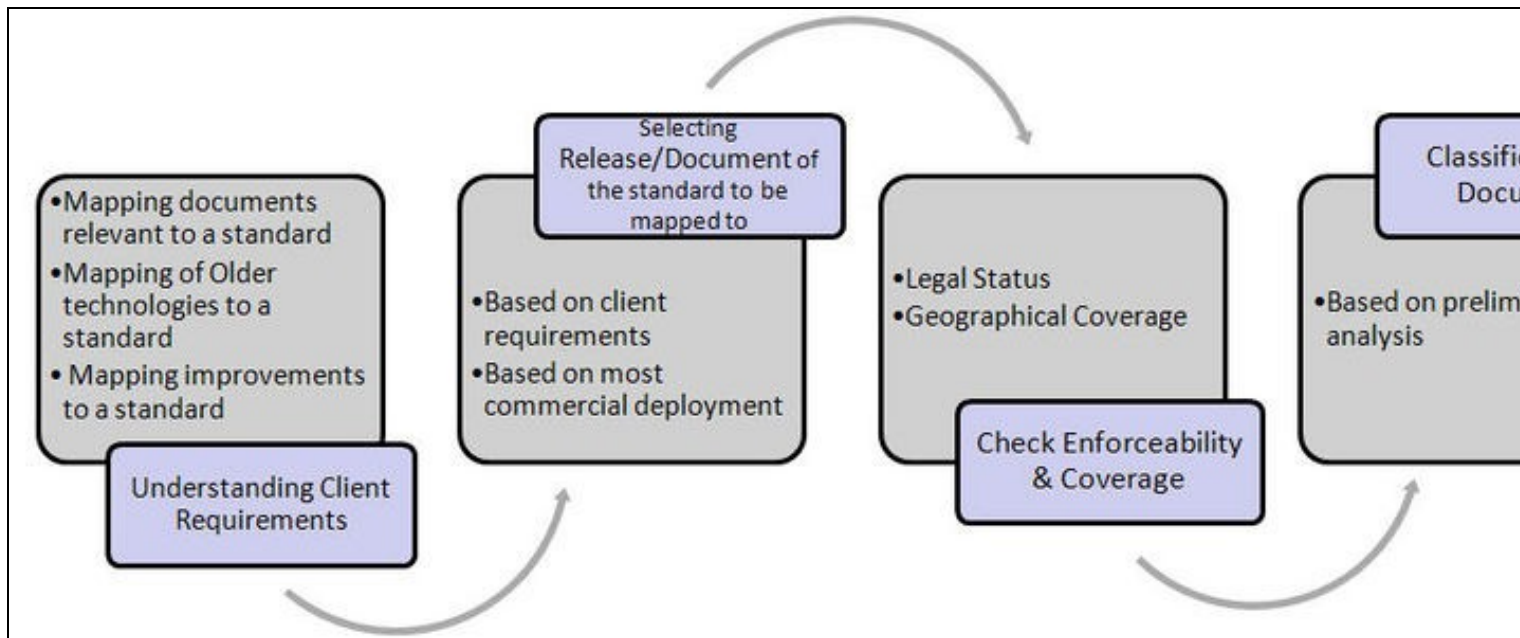 •Mapping documents
relevant to a standard
•Mapping of Older
technologies to a
standard
• Mapping improvements
to a standard
Understanding Client
Requirements
Selecting
Release/Document of
the standard to be
mapped to
•Based on client
requirements
•Based on most
commercial deployment
•Legal Status
•Geographical Coverage
Check Enforceability
& Coverage
•Based on
analysis